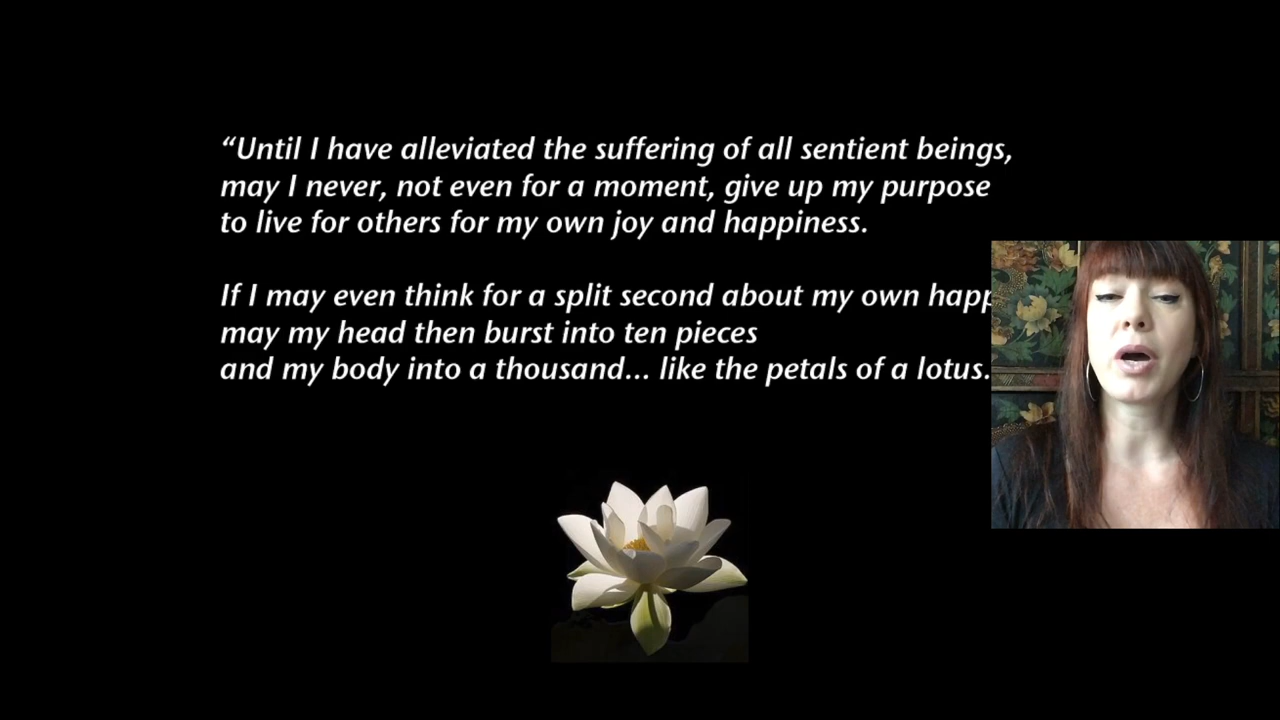 “Until I have alleviated the suffering of all sentient beings,
may I never, not even for a moment, give up my purpose
to live for others for my own joy and happiness.
If I may even think for a split second about my own
may my head then burst into ten pieces
and my body into a thousand... like the petals of a lotus.